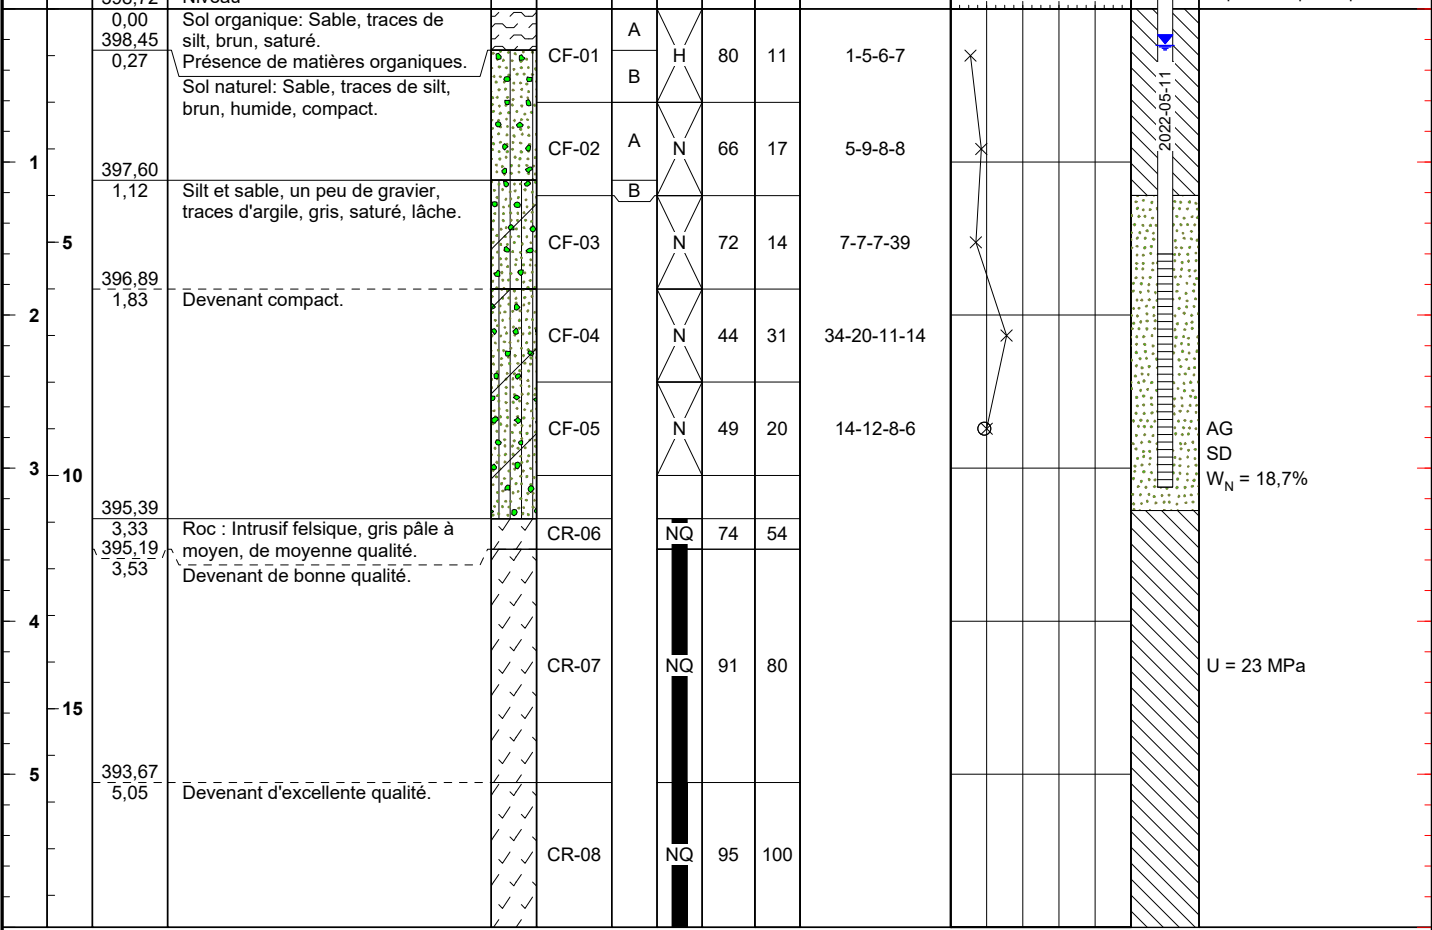 0,00
398,45
0,27
Sol organique: Sable, traces de
silt, brun, saturé.
Présence de matières organiques.
Sol naturel: Sable, traces de silt,
brun, humide, compact.
CF-01
A
B
H
80
11
1-5-6-7
2022-05-11
CF-02
A
N
66
17
5-9-8-8
1
397,60
1,12
Silt et sable, un peu de gravier,
traces d'argile, gris, saturé, lâche.
B
5
CF-03
N
72
14
7-7-7-39
396,89
1,83
Devenant compact.
2
CF-04
N
44
31
34-20-11-14
CF-05
N
49
20
14-12-8-6
AG
SD
W_N = 18,7%
3
10
395,39
3,33
395,19
3,53
Roc : Intrusif felsique, gris pâle à
moyen, de moyenne qualité.
Devenant de bonne qualité.
CR-06
NQ
74
54
4
CR-07
NQ
91
80
U = 23 MPa
15
5
393,67
5,05
Devenant d'excellente qualité.
CR-08
NQ
95
100